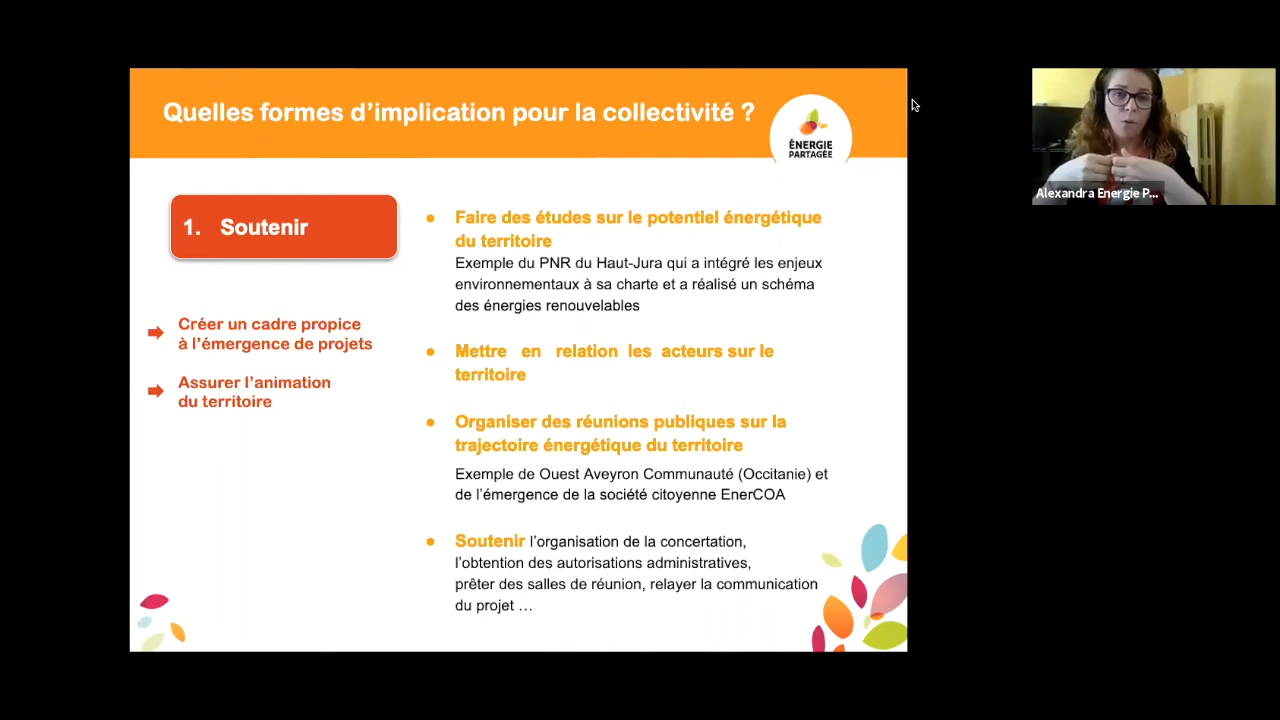 Quelles formes d’implication pour la collectivité ?
ÉNERGIE
PARTAGÉE
1. Soutenir
Créer un cadre propice
à l’émergence de projets
Assurer l’animation
du territoire
Faire des études sur le potentiel énergétique
du territoire
Exemple du PNR du Haut-Jura qui a intégré les enjeux
environnementaux à sa charte et a réalisé un schéma
des énergies renouvelables
Mettre en relation les acteurs sur le
territoire
Organiser des réunions publiques sur la
trajectoire énergétique du territoire
Exemple de Ouest Aveyron Communauté (Occitanie) et
de l’émergence de la société citoyenne EnerCOA
Soutenir l’organisation de la concertation,
l’obtention des autorisations administratives,
prêter des salles de réunion, relayer la communication
du projet …
Alexandra Energie P...